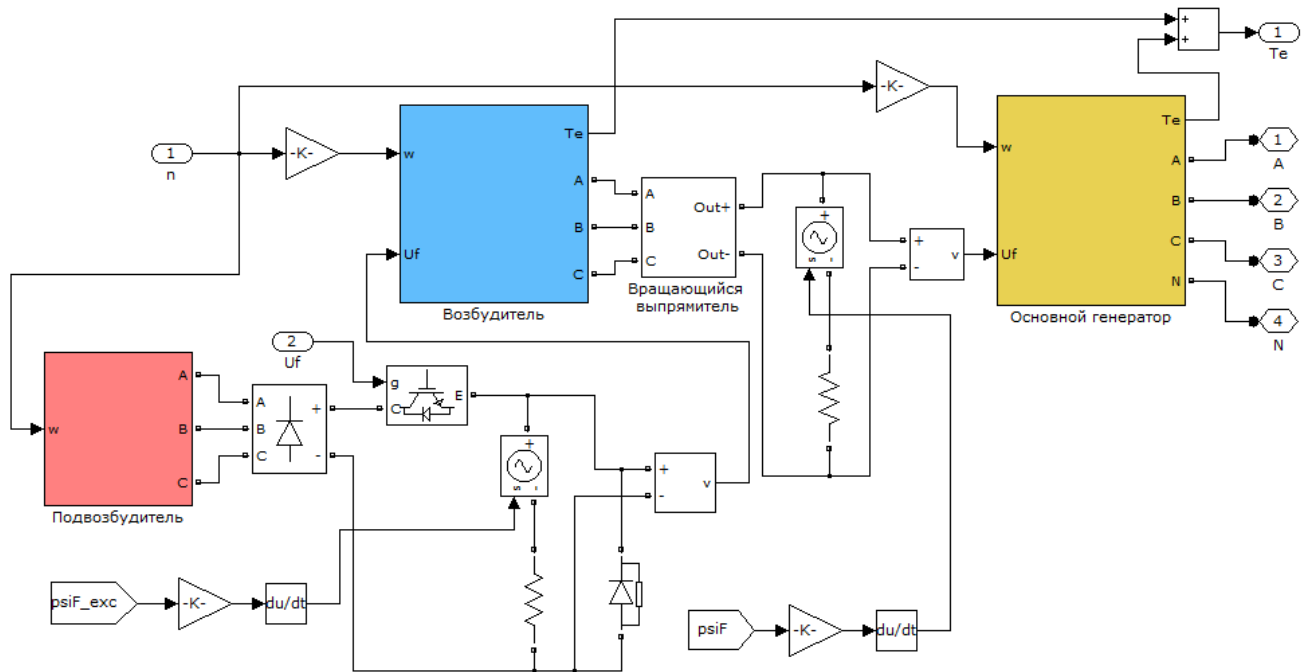 +
+
1
Te
-K-
1
n
-K-
w
Te
A
B
C
Uf
Возбудитель
A
B
C
Out+
Out-
Вращающийся
выпрямитель
+
s
-
+
-
v
w
Uf
Te
A
B
C
N
Основной генератор
1
A
2
B
3
C
4
N
w
A
B
C
Подвозбудитель
A
B
C
+
-
2
Uf
g
C
E
+
s
-
+
-
v
psiF_exc
-K-
du/dt
psiF
-K-
du/dt